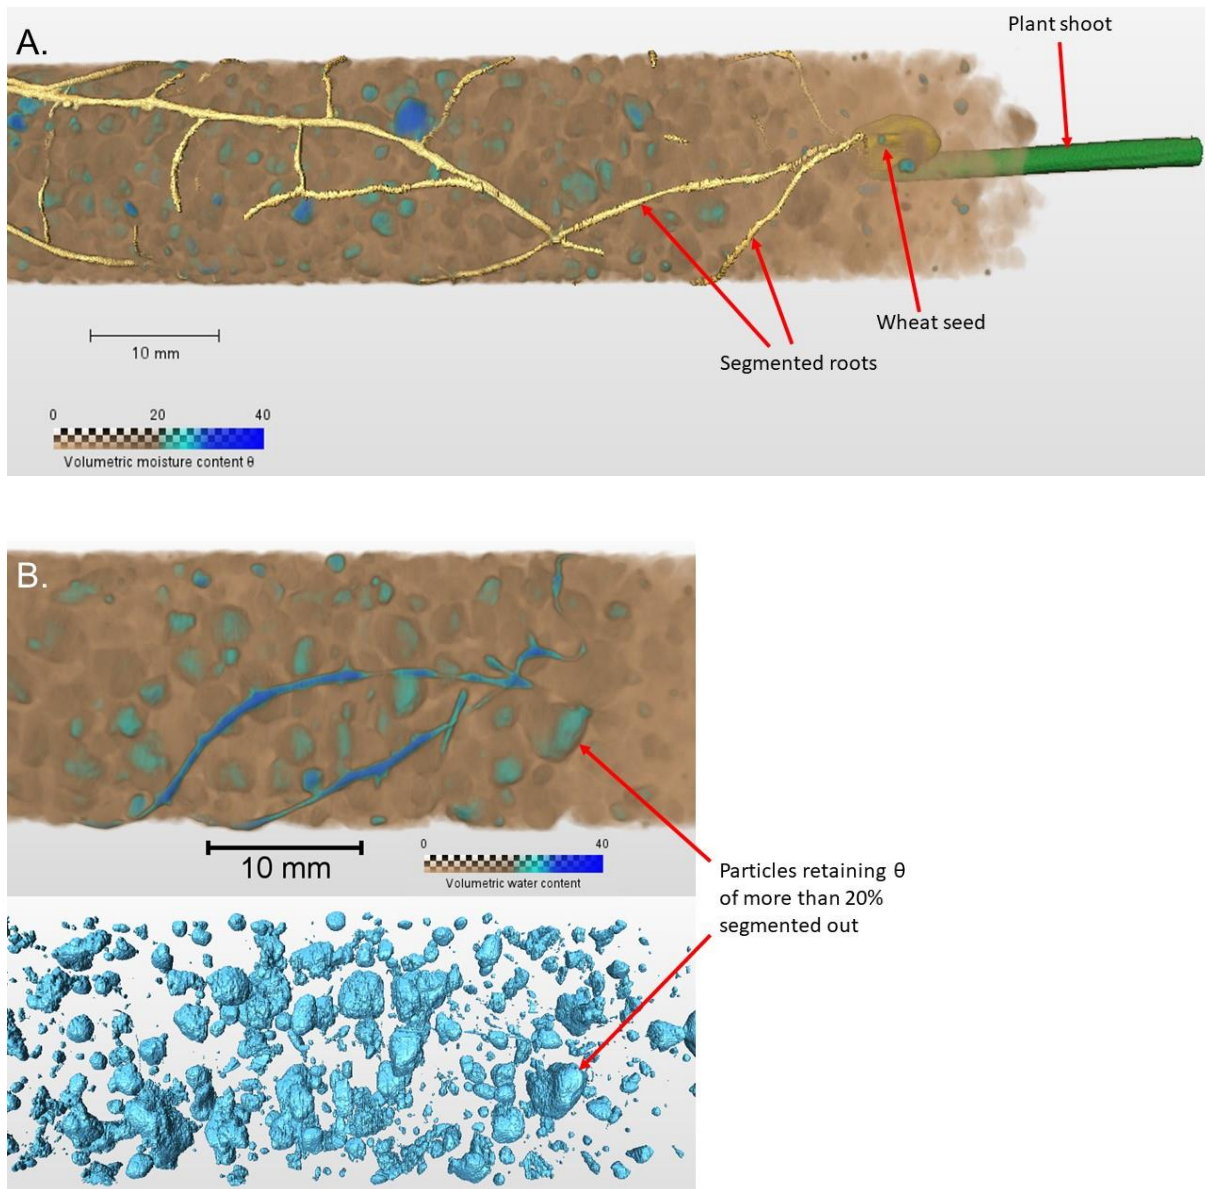 A.
Plant shoot
Wheat seed
Segmented roots
10 mm
0 20 40
Volumetric moisture content θ
B.
10 mm
0 40
Volumetric water content
Particles retaining θ
of more than 20%
segmented out